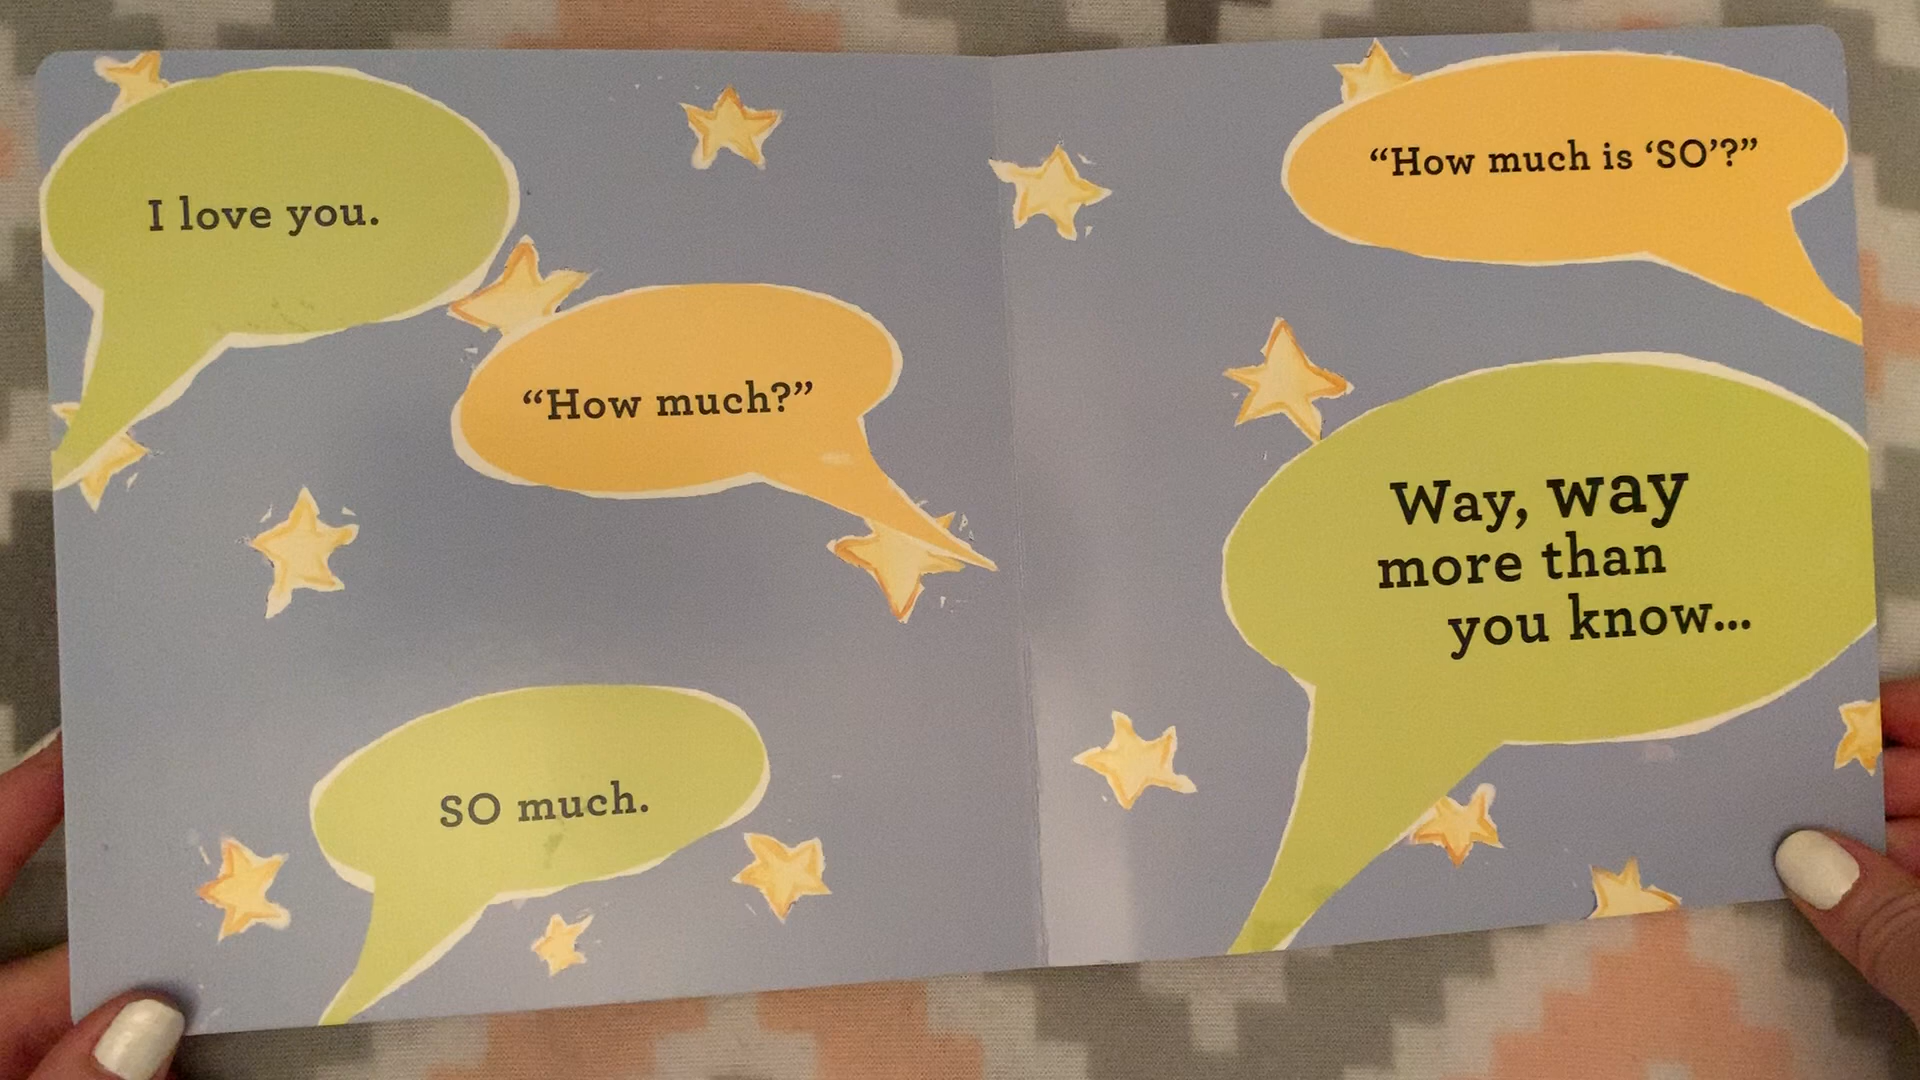 I love you.
“How much?”
SO much.
“How much is ‘SO’?”
Way, way
more than
you know...